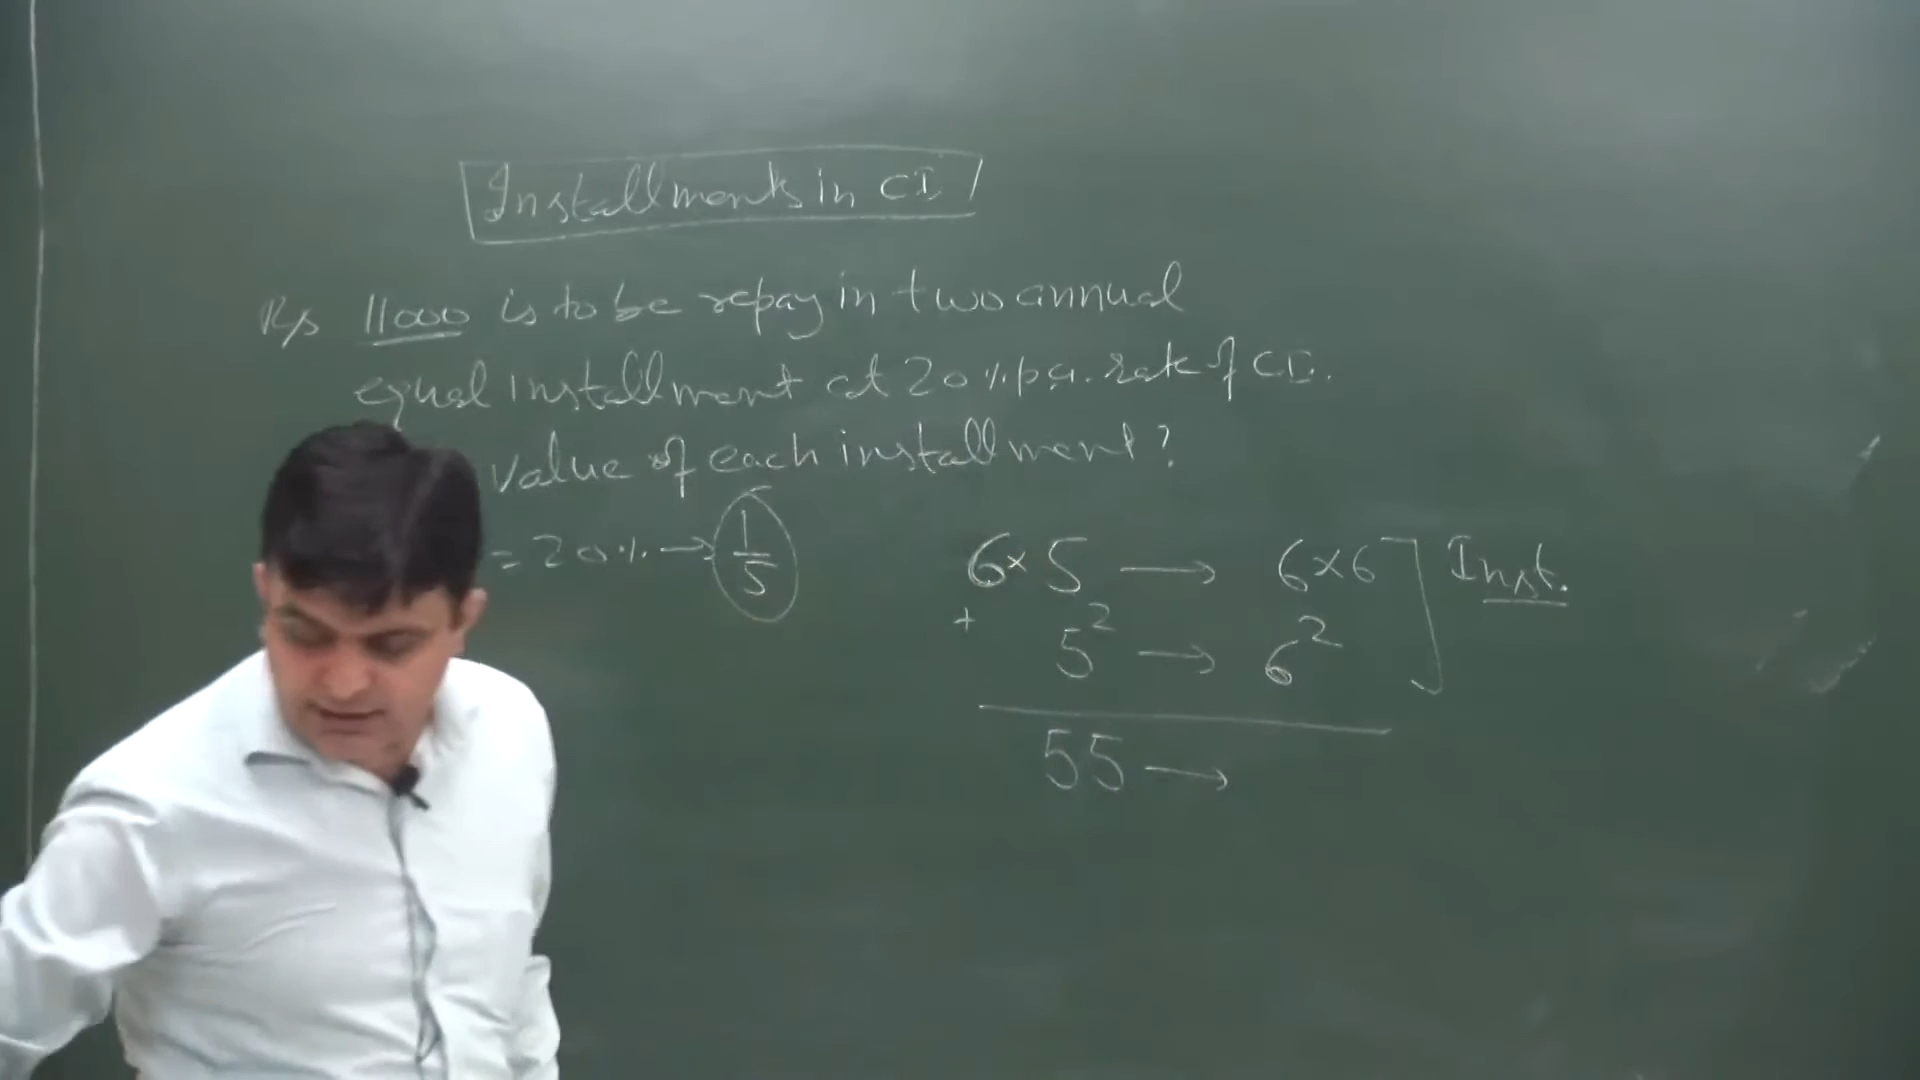 Installments in CI
Rs 11000 is to be repay in two annual
equal installment at 20% p.a. rate of CI.
value of each installment?
= 20% → 1/5
6 × 5 → 6×6 ] Inst.
+ 5² → 6²
55 →